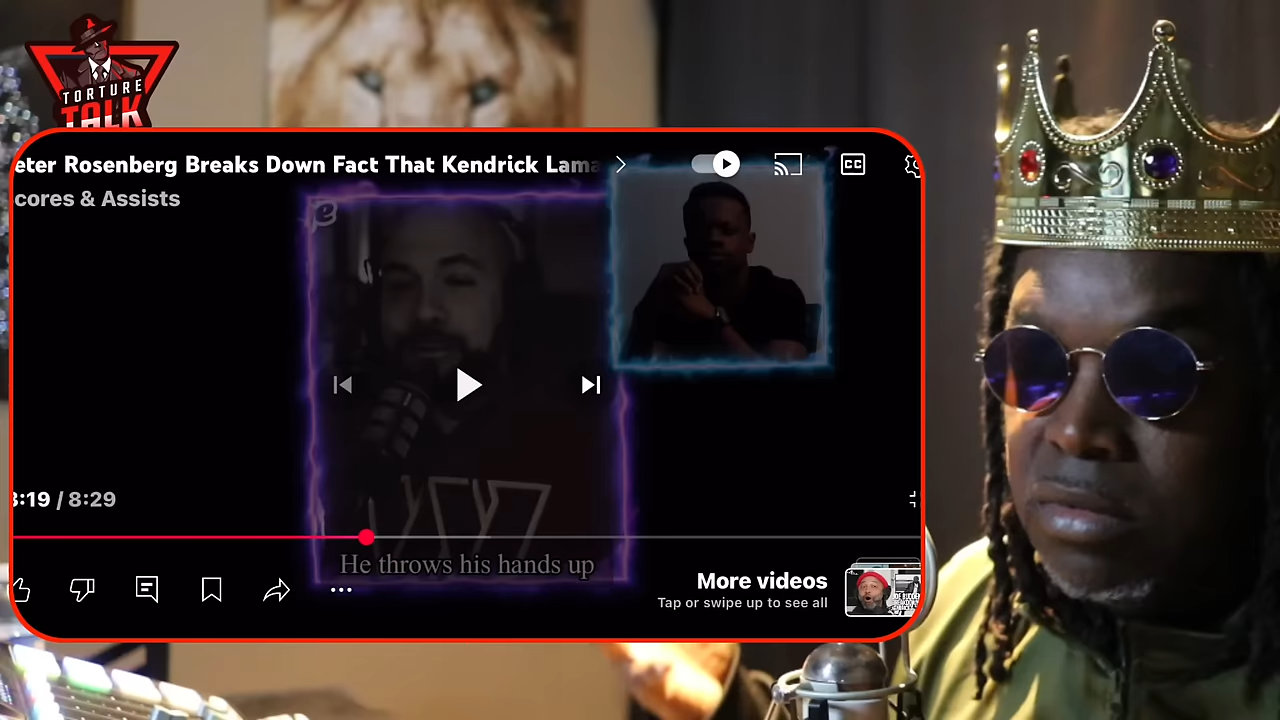 TORTURE
TALK
eter Rosenberg Breaks Down Fact That Kendrick Lama
cores & Assists
CC
3:19 / 8:29
He throws his hands up
More videos
Tap or swipe up to see all